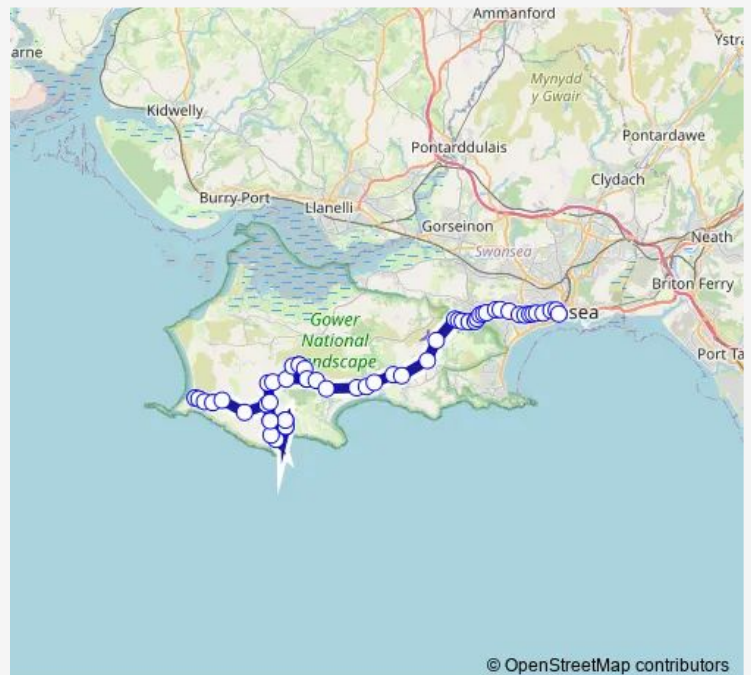 Ammanford
arne
Ystra
Mynydd
y Gwair
Kidwelly
Pontardawe
Pontarddulais
Clydach
Burry-Port
Llanelli
Gorseinon
Neath
Swansea
Briton Ferry
Gower
National
ndscape
sea
Port Ta
© OpenStreetMap contributors